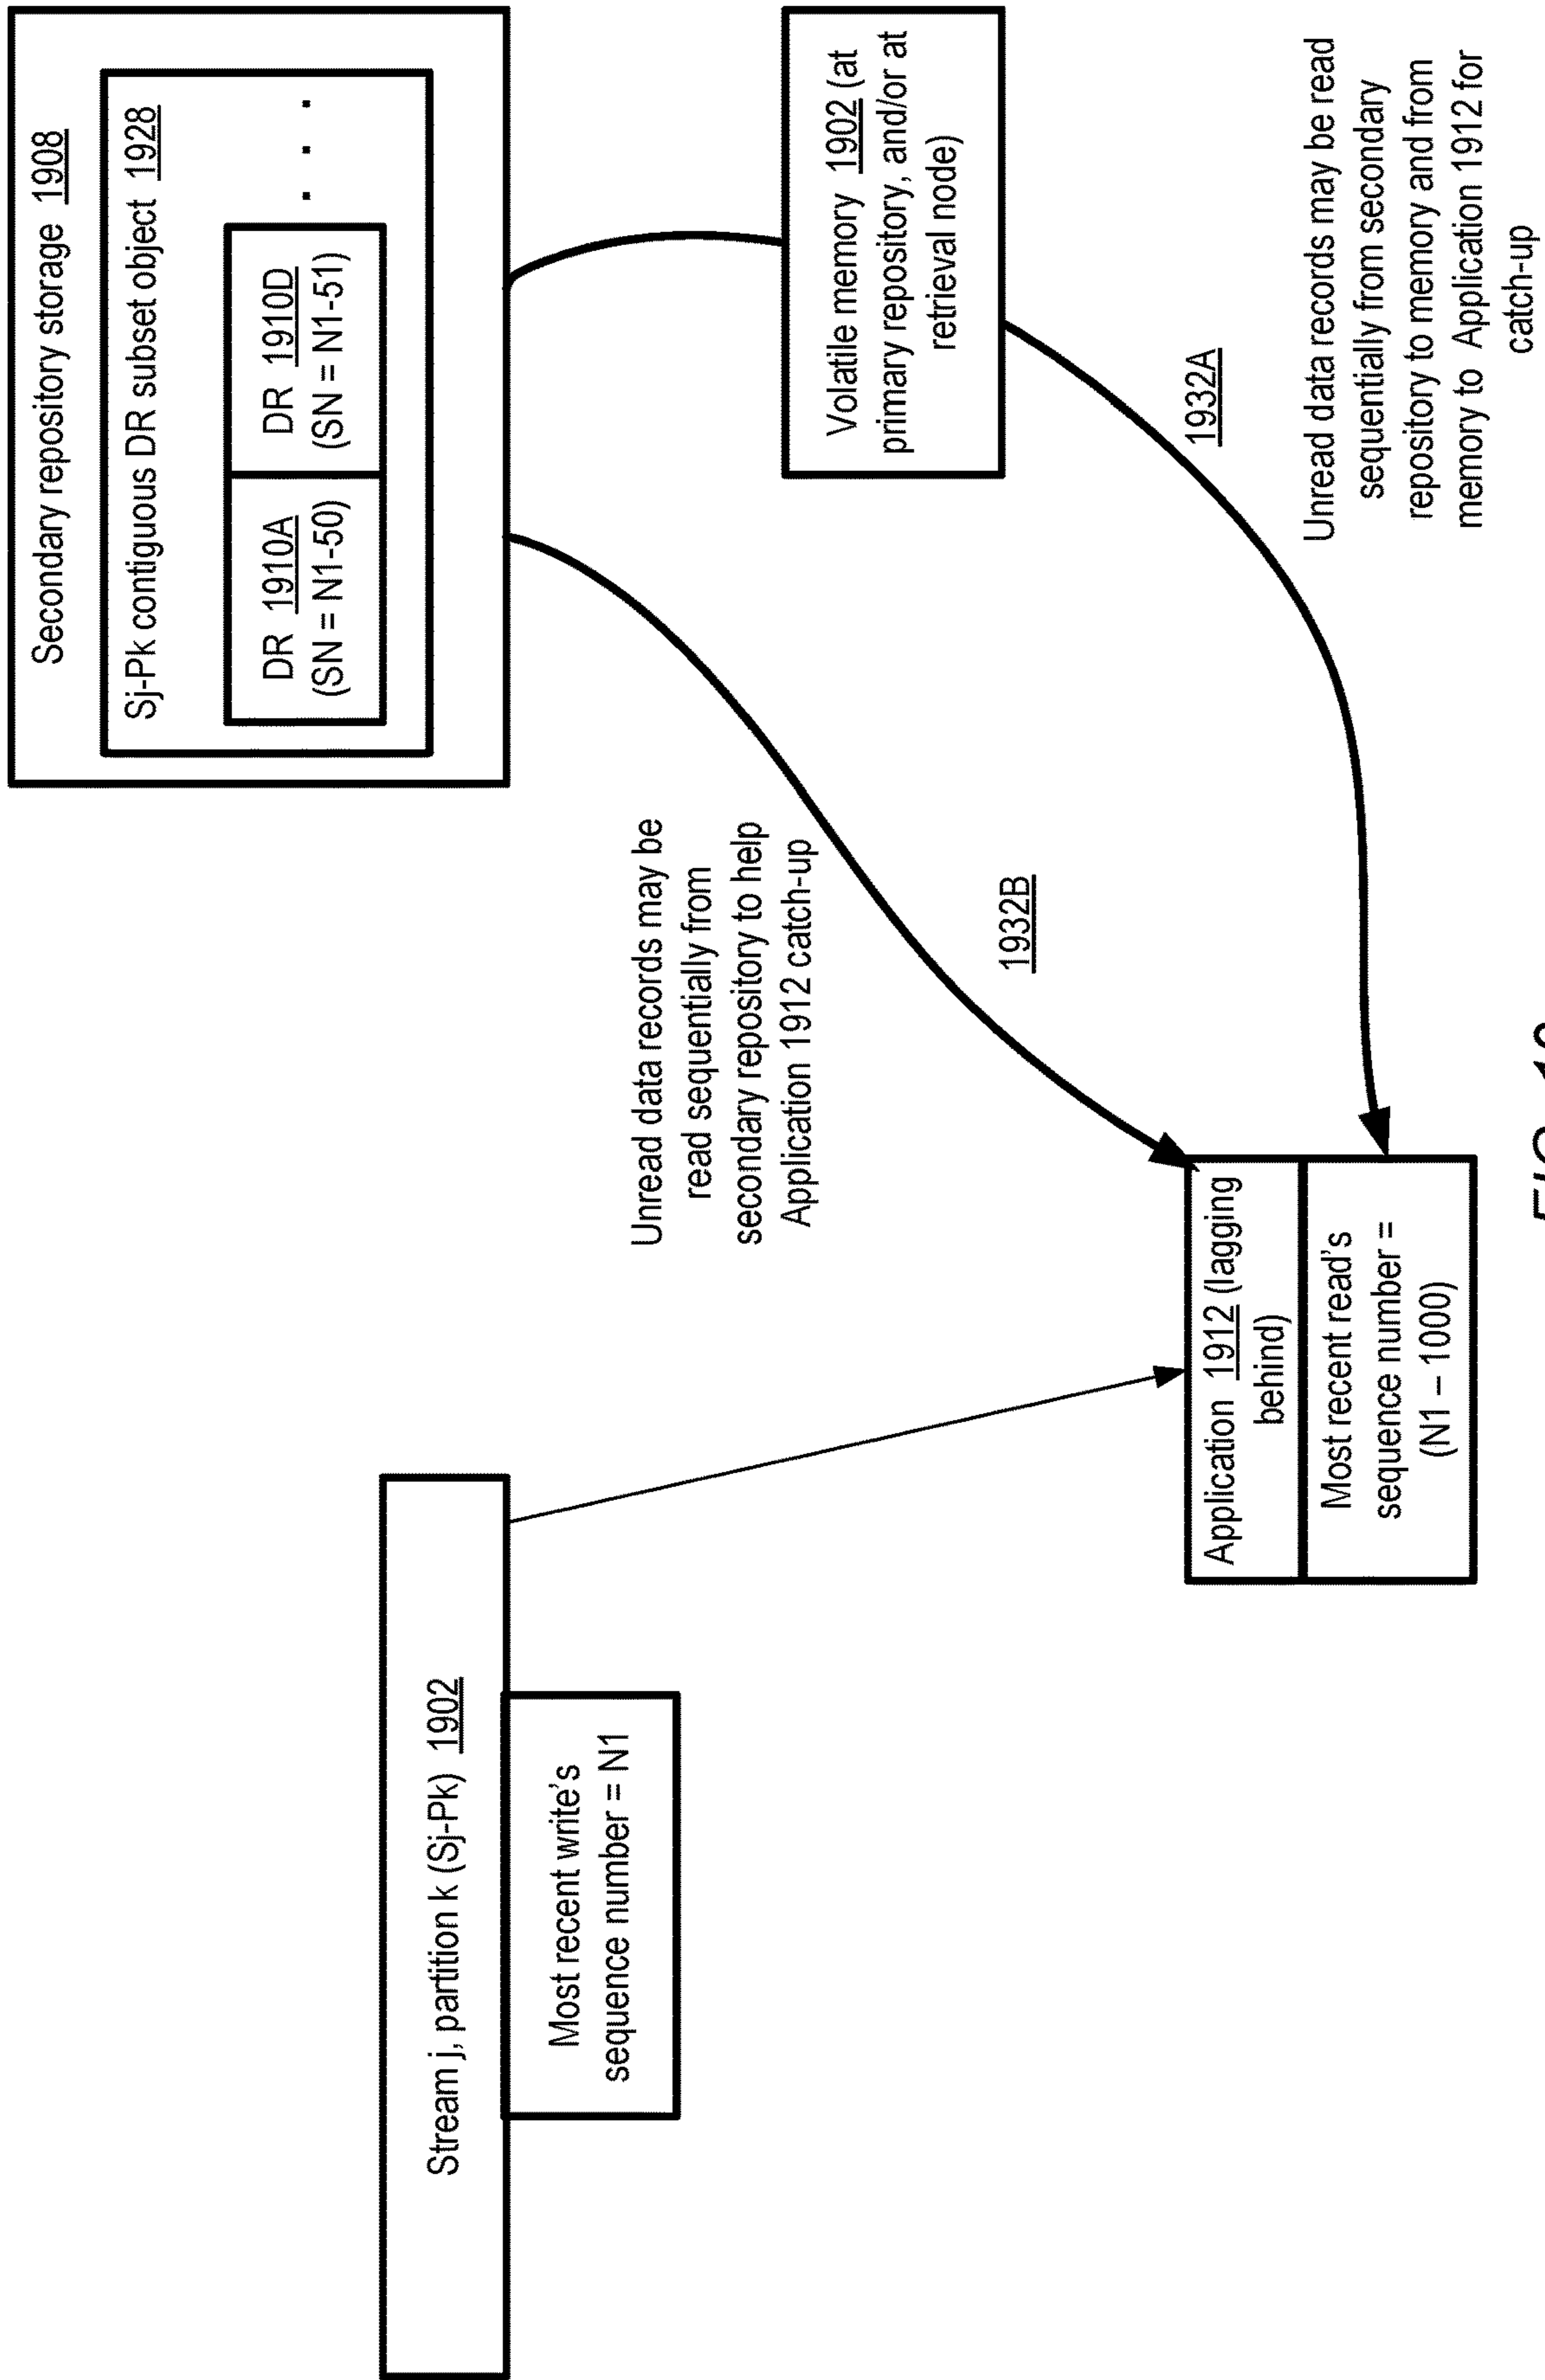 Secondary repository storage 1908
Sj-Pk contiguous DR subset object 1928
DR 1910A
(SN = N1-50)
DR 1910D
(SN = N1-51)
. . .
Stream j, partition k (Sj-Pk) 1902
Most recent write's
sequence number = N1
Unread data records may be
read sequentially from
secondary repository to help
Application 1912 catch-up
Volatile memory 1902 (at
primary repository, and/or at
retrieval node)
1932B
1932A
Application 1912 (lagging
behind)
Most recent read's
sequence number =
(N1 – 1000)
Unread data records may be read
sequentially from secondary
repository to memory and from
memory to Application 1912 for
catch-up
FIG.